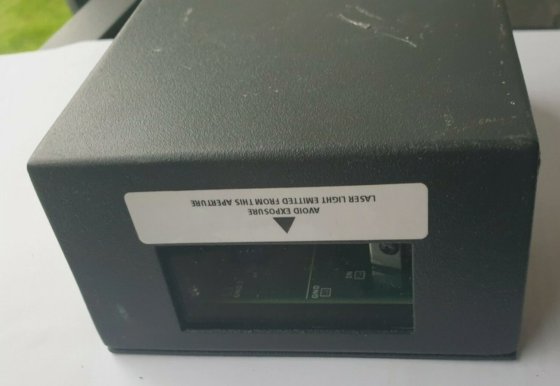 AVOID EXPOSURE
LASER LIGHT EMITTED FROM THIS APERTURE
GND